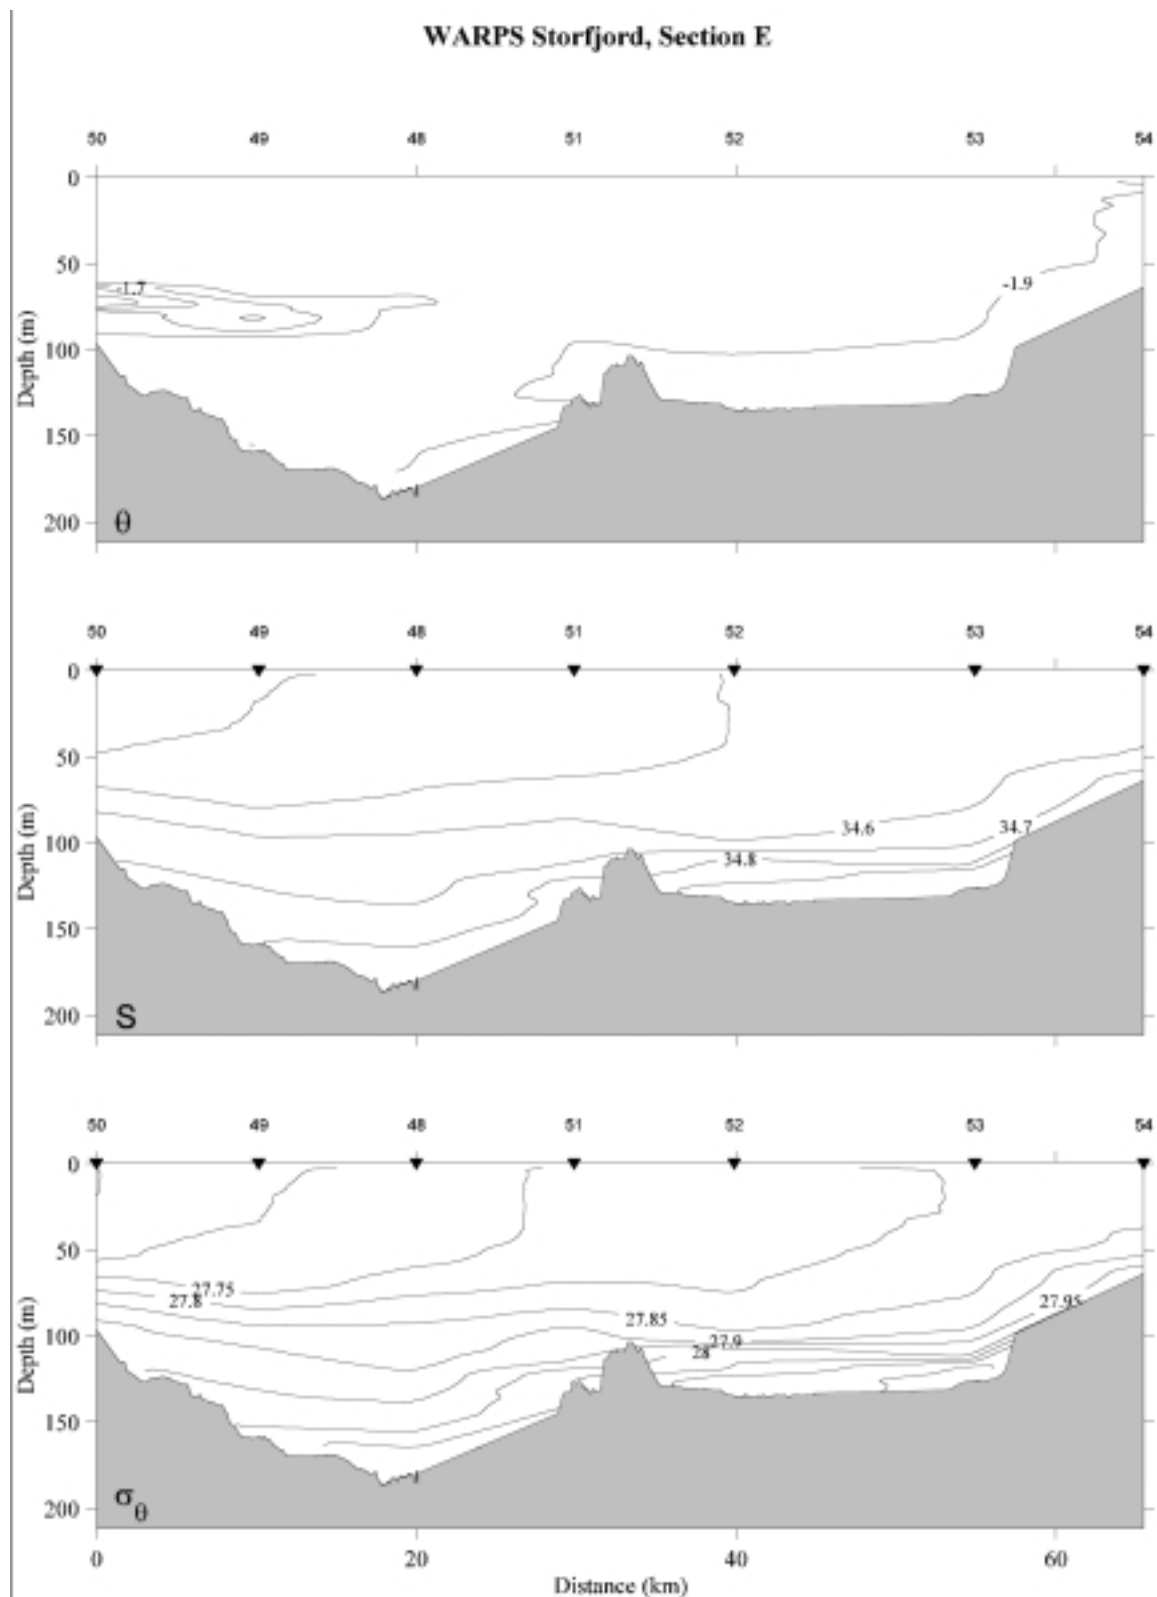 WARPS Storfjord, Section E
50 49 48 51 52 53 54
0
50
-1.7
-1.9
100
150
200
Depth (m)
θ
50 49 48 51 52 53 54
0
50
100
34.6
34.7
34.8
150
200
Depth (m)
S
50 49 48 51 52 53 54
0
50
27.75
27.8
27.95
27.85
100
27.9
28
150
200
Depth (m)
σθ
0 20 40 60
Distance (km)